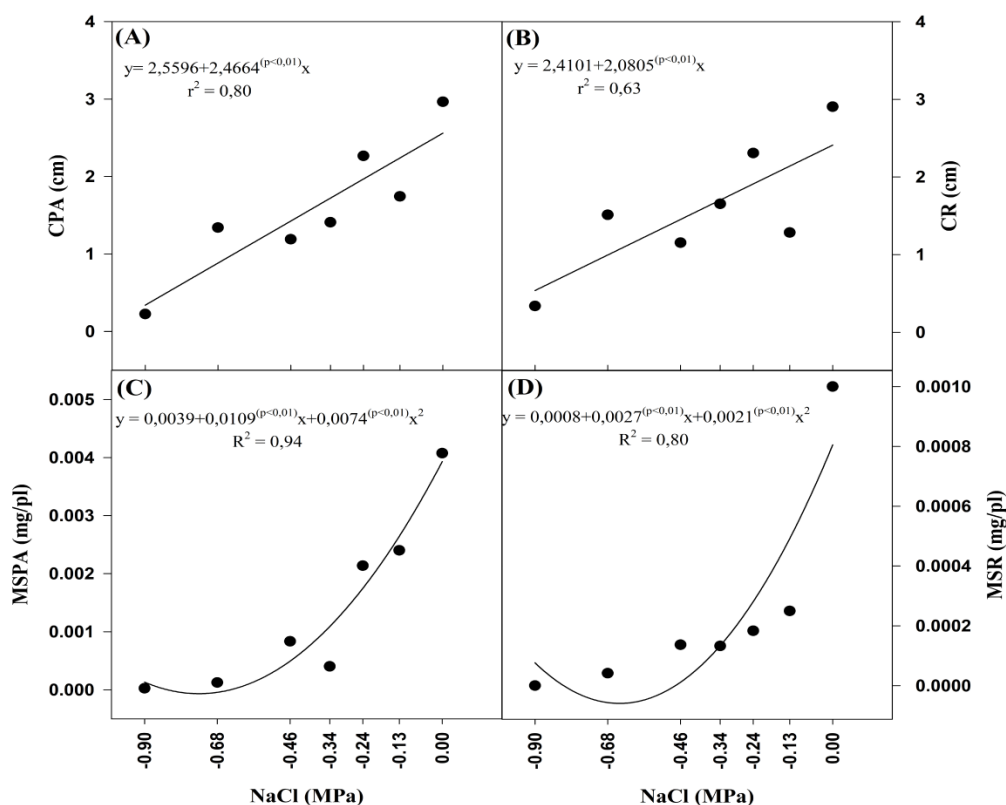 (A)
y= 2,5596+2,4664^(p<0,01)x
r² = 0,80
CPA (cm)
4
3
2
1
0
(B)
y = 2,4101+2,0805^(p<0,01)x
r² = 0,63
4
3
2
1
0
CR (cm)
(C)
y = 0,0039+0,0109^(p<0,01)x+0,0074^(p<0,01)x²
R² = 0,94
MSPA (mg/pl)
0.005
0.004
0.003
0.002
0.001
0.000
-0.90
-0.68
-0.46
-0.34
-0.24
-0.13
0.00
NaCl (MPa)
(D)
y = 0,0008+0,0027^(p<0,01)x+0,0021^(p<0,01)x²
R² = 0,80
0.0010
0.0008
0.0006
0.0004
0.0002
0.0000
MSR (mg/pl)
-0.90
-0.68
-0.46
-0.34
-0.24
-0.13
0.00
NaCl (MPa)